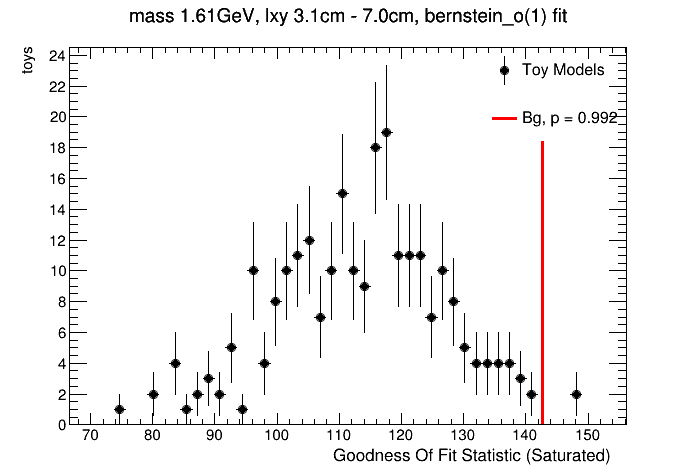 mass 1.61GeV, lxy 3.1cm - 7.0cm, bernstein_o(1) fit
toys
24
22
20
18
16
14
12
10
8
6
4
2
0
Toy Models
Bg, p = 0.992
70 80 90 100 110 120 130 140 150
Goodness Of Fit Statistic (Saturated)